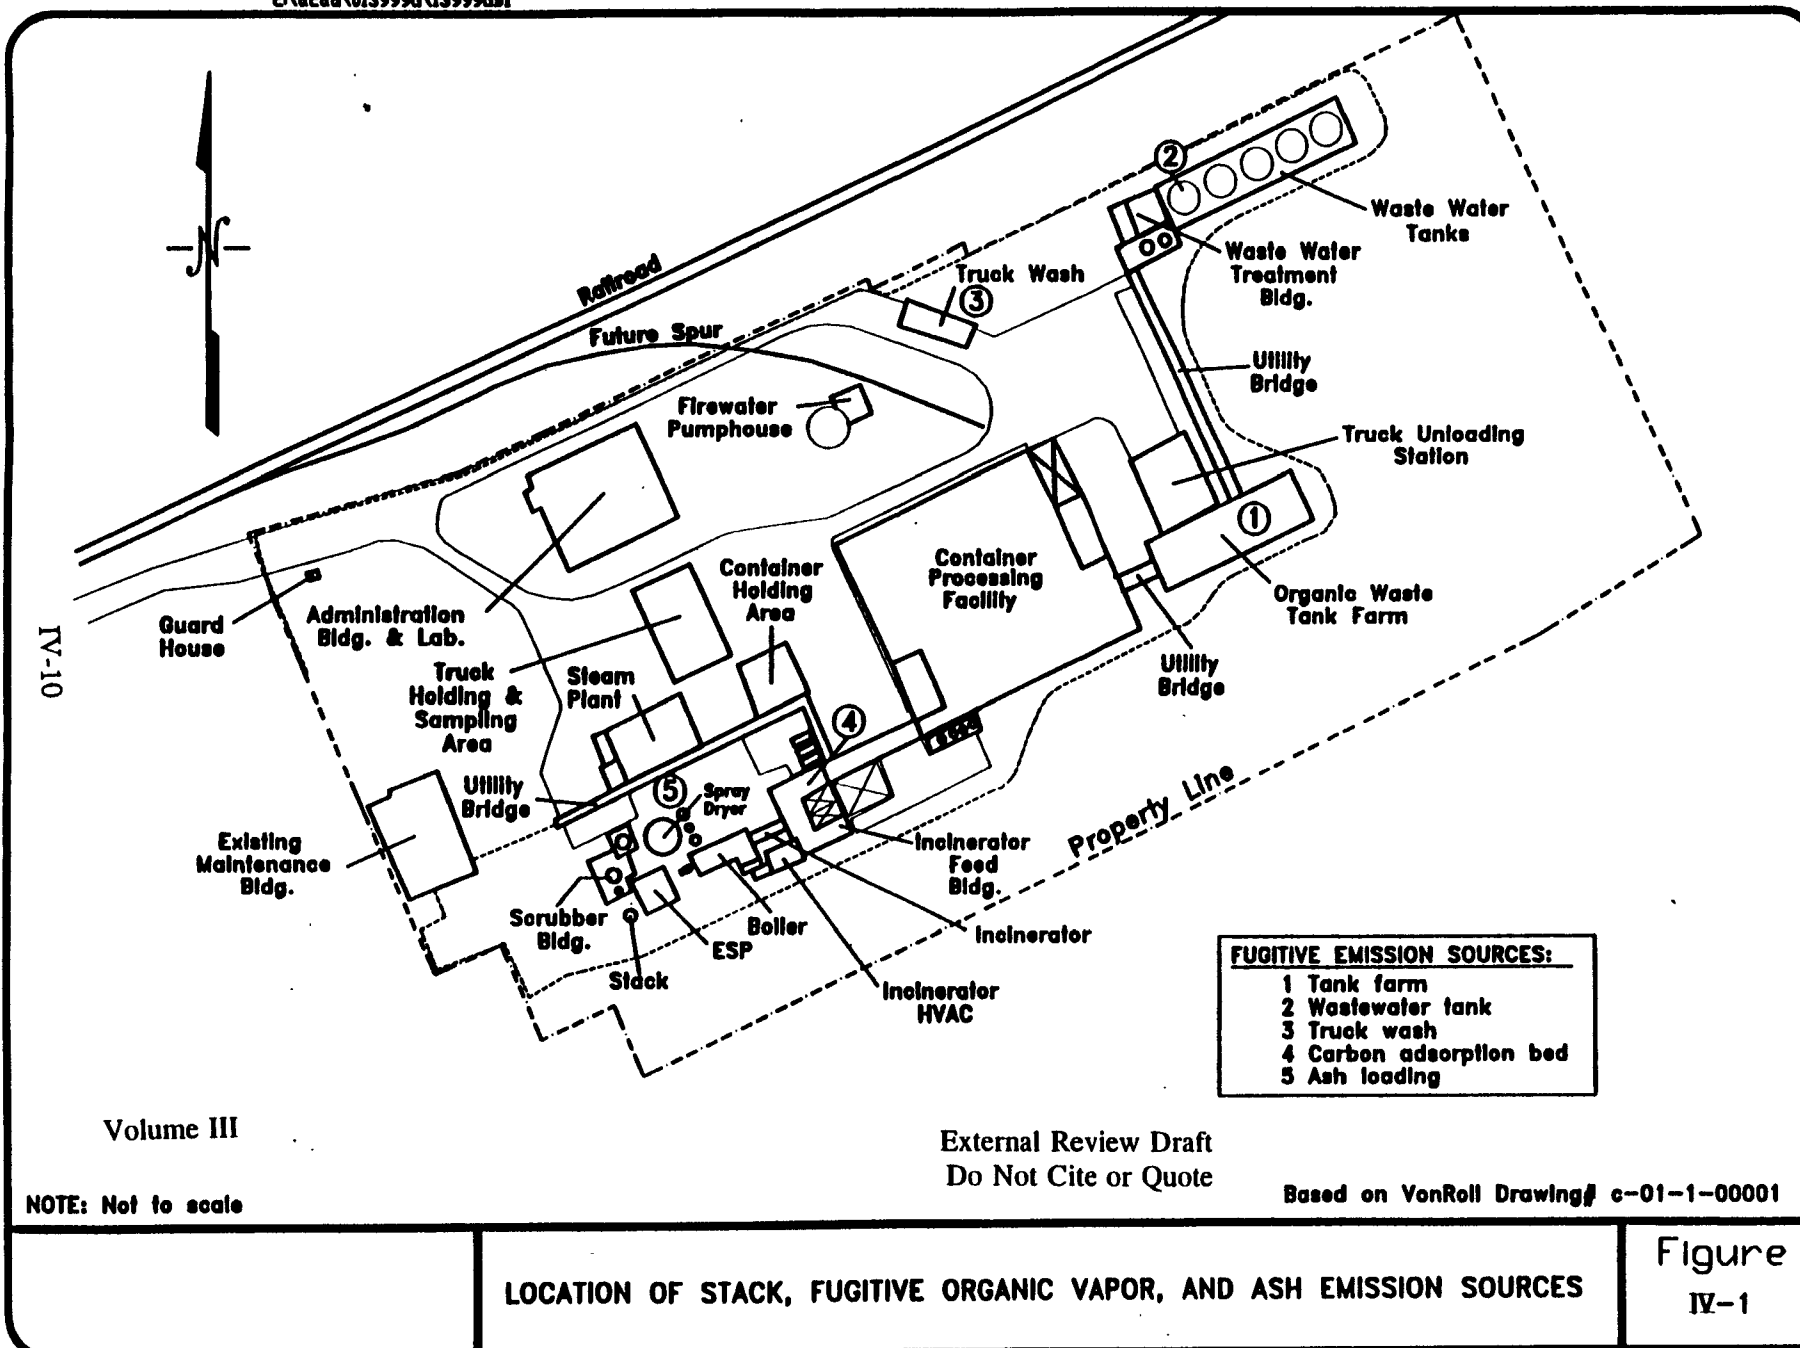 N
Railroad
Future Spur
Truck Wash
3
2
Waste Water
Tanks
Waste Water
Treatment
Bldg.
Utility
Bridge
Firewater
Pumphouse
Truck Unloading
Station
1
Organic Waste
Tank Farm
Container
Processing
Facility
Container
Holding
Area
Utility
Bridge
Guard
House
Administration
Bldg. & Lab.
Truck
Holding &
Sampling
Area
Steam
Plant
4
5
Spray
Dryer
Utility
Bridge
Existing
Maintenance
Bldg.
Scrubber
Bldg.
Stack
ESP
Boiler
Incinerator
Feed
Bldg.
Incinerator
Incinerator
HVAC
Property Line
IV-10
FUGITIVE EMISSION SOURCES:
1 Tank farm
2 Wastewater tank
3 Truck wash
4 Carbon adsorption bed
5 Ash loading
Volume III
External Review Draft
Do Not Cite or Quote
NOTE: Not to scale
Based on VonRoll Drawing# c-01-1-00001
LOCATION OF STACK, FUGITIVE ORGANIC VAPOR, AND ASH EMISSION SOURCES
Figure
IV-1